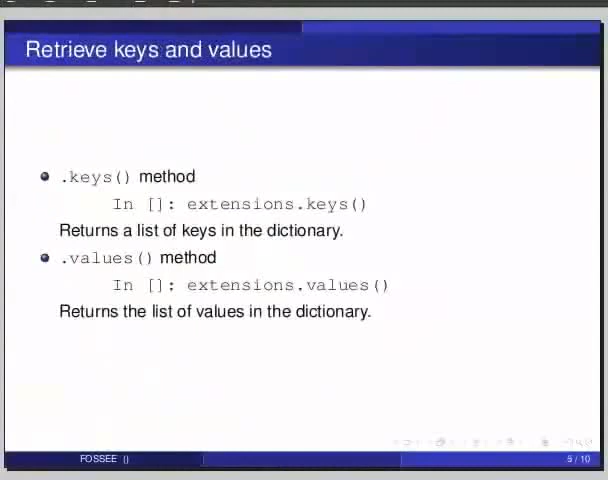 Retrieve keys and values
.keys() method
In []: extensions.keys()
Returns a list of keys in the dictionary.
.values() method
In []: extensions.values()
Returns the list of values in the dictionary.
FOSSEE ()
/ 10